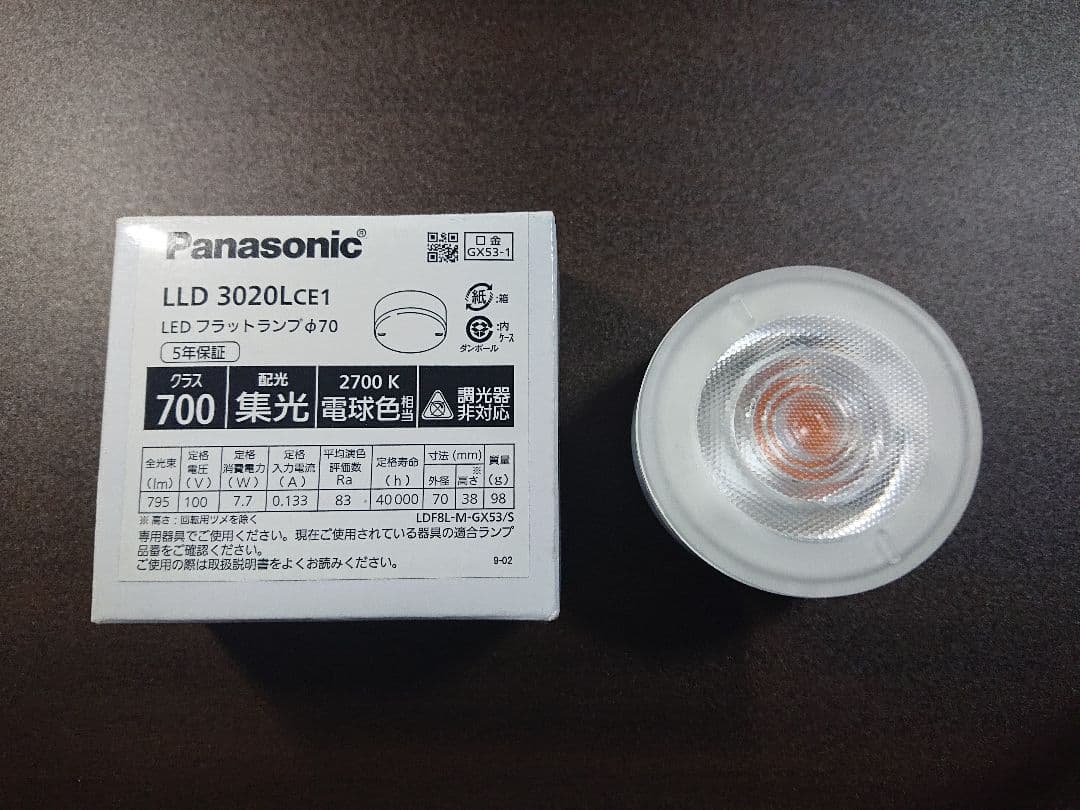 Panasonic®
口金
GX53-1
LLD 3020LCE1
紙 :箱
LED フラットランプφ70
:内ケース
ダンボール
5年保証
クラス
700
配光
集光
2700 K
電球色相当
調光器
非対応
全光束 (lm) 定格電圧 (V) 定格消費電力 (W) 定格入力電流 (A) 平均演色評価数 Ra 定格寿命 (h) 寸法 (mm) 外径 高さ※ 質量 (g)
795 100 7.7 0.133 83 40000 70 38 98
※高さ:回転用ツメを除く LDF8L-M-GX53/S
専用器具でご使用ください。現在ご使用されている器具の適合ランプ
品番をご確認ください。
ご使用の際は取扱説明書をよくお読みください。 9-02